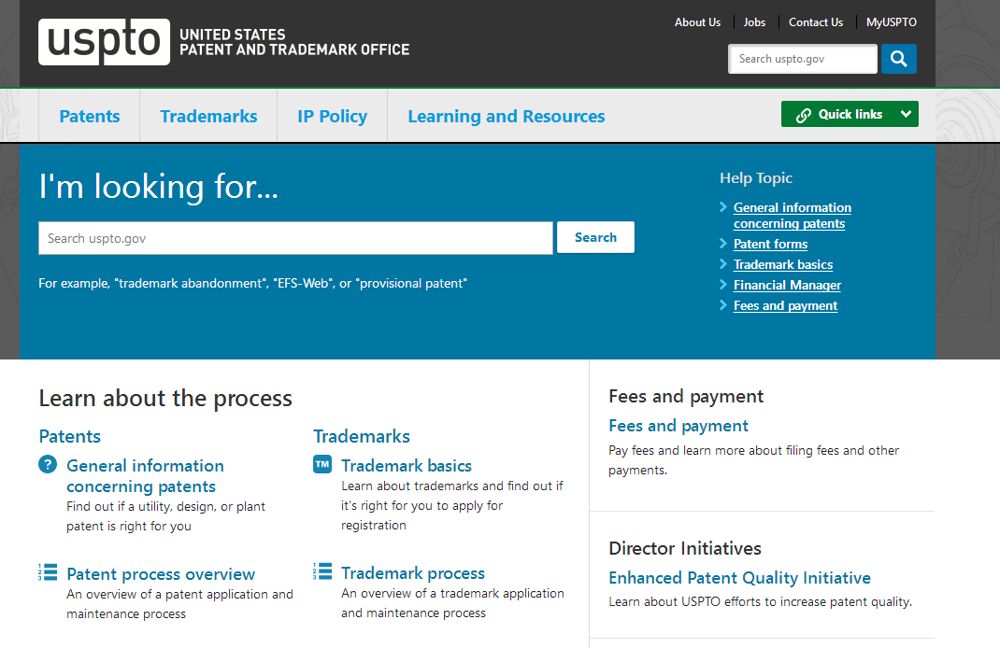 uspto UNITED STATES
PATENT AND TRADEMARK OFFICE
About Us Jobs Contact Us MyUSPTO
Search uspto.gov
Patents Trademarks IP Policy Learning and Resources Quick links
I'm looking for...
Search uspto.gov Search
For example, "trademark abandonment", "EFS-Web", or "provisional patent"
Help Topic
General information
concerning patents
Patent forms
Trademark basics
Financial Manager
Fees and payment
Learn about the process
Patents
? General information
concerning patents
Find out if a utility, design, or plant
patent is right for you
1 2 3 Patent process overview
An overview of a patent application and
maintenance process
Trademarks
TM Trademark basics
Learn about trademarks and find out if
it's right for you to apply for
registration
1 2 3 Trademark process
An overview of a trademark application
and maintenance process
Fees and payment
Fees and payment
Pay fees and learn more about filing fees and other
payments.
Director Initiatives
Enhanced Patent Quality Initiative
Learn about USPTO efforts to increase patent quality.